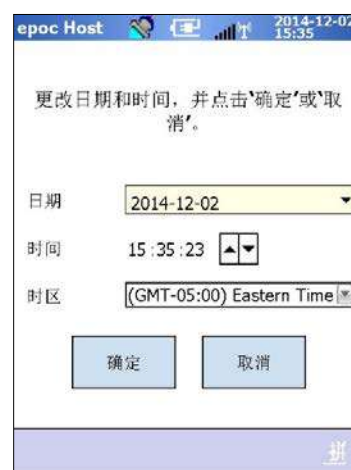 epoc Host 2014-12-02
15:35
更改日期和时间，并点击'确定'或'取
消'。
日期 2014-12-02
时间 15:35:23
时区 (GMT-05:00) Eastern Time
确定 取消
拼